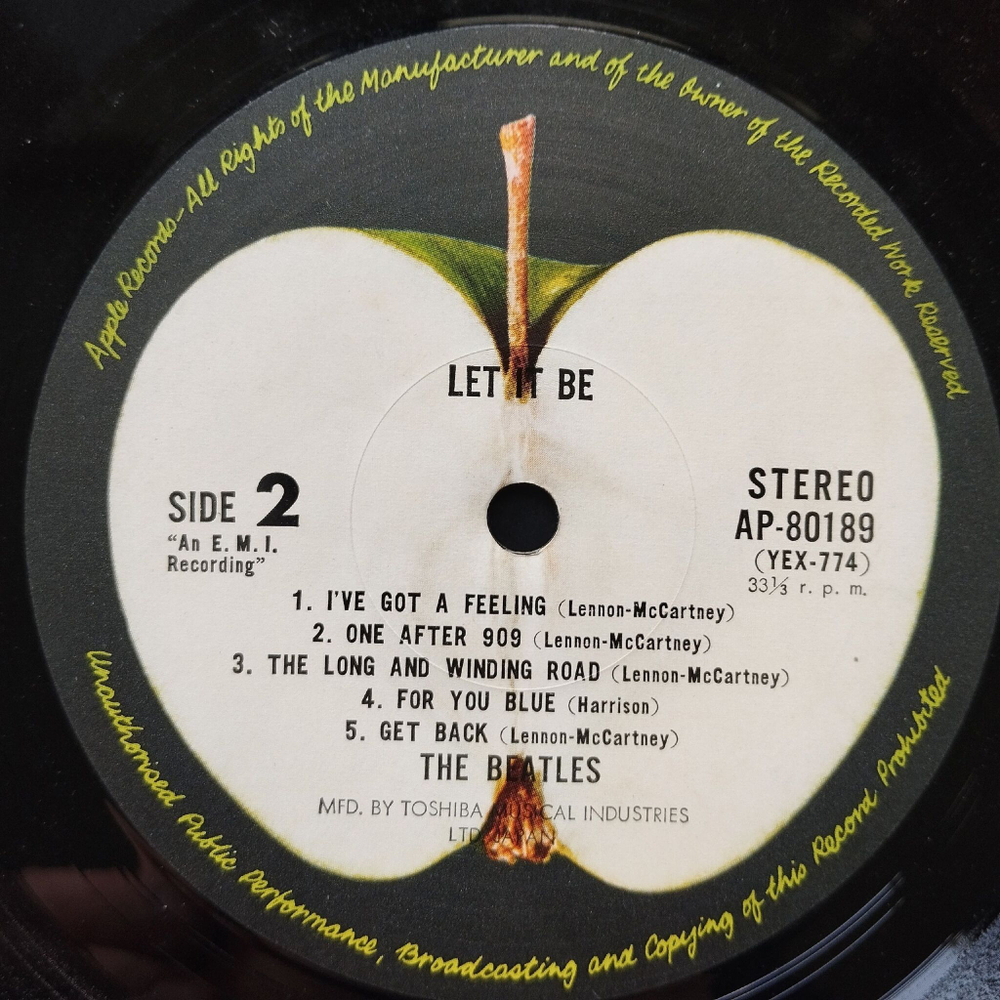 Apple Records-All Rights of the Manufacturer and of the Owner of the Recorded Work Reserved
LET IT BE
SIDE 2
"An E. M. I.
Recording"
STEREO
AP-80189
(YEX-774)
33⅓ r. p. m.
1. I'VE GOT A FEELING (Lennon-McCartney)
2. ONE AFTER 909 (Lennon-McCartney)
3. THE LONG AND WINDING ROAD (Lennon-McCartney)
4. FOR YOU BLUE (Harrison)
5. GET BACK (Lennon-McCartney)
THE BEATLES
MFD. BY TOSHIBA MUSICAL INDUSTRIES
LTD. JAPAN
Unauthorised Public Performance, Broadcasting and Copying of this Record Prohibited